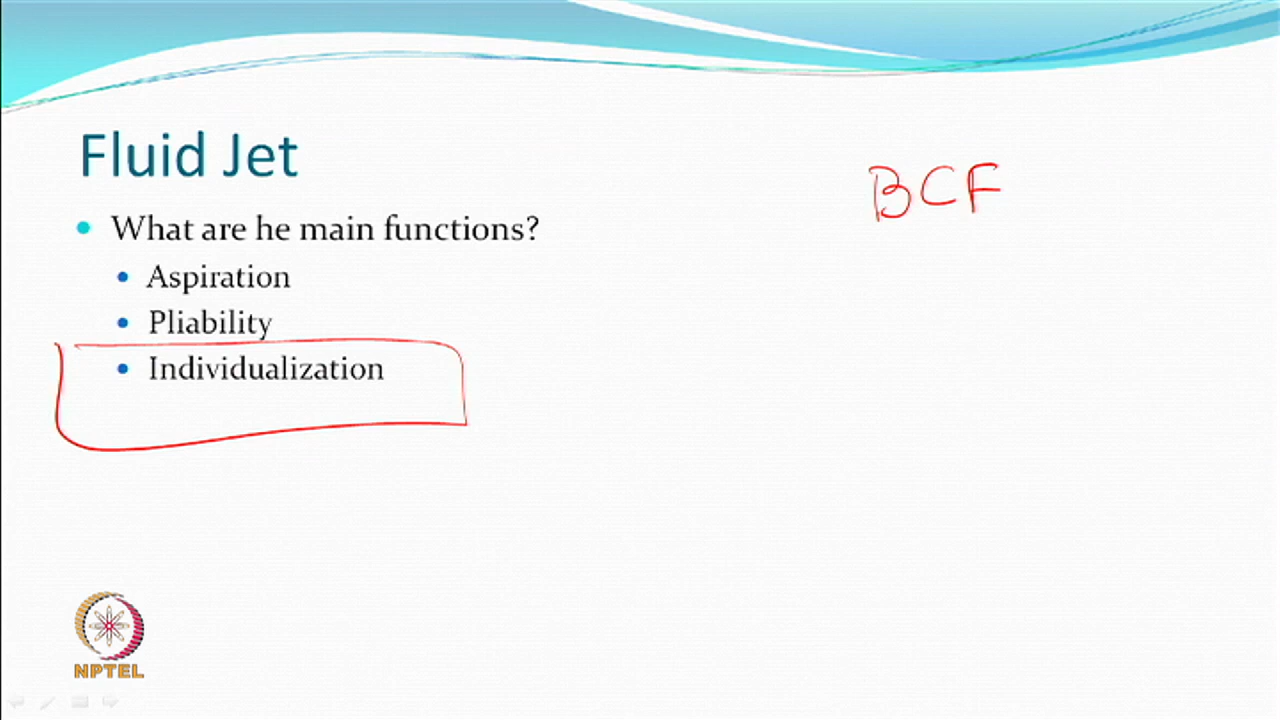 Fluid Jet
BCF
What are he main functions?
Aspiration
Pliability
Individualization
NPTEL